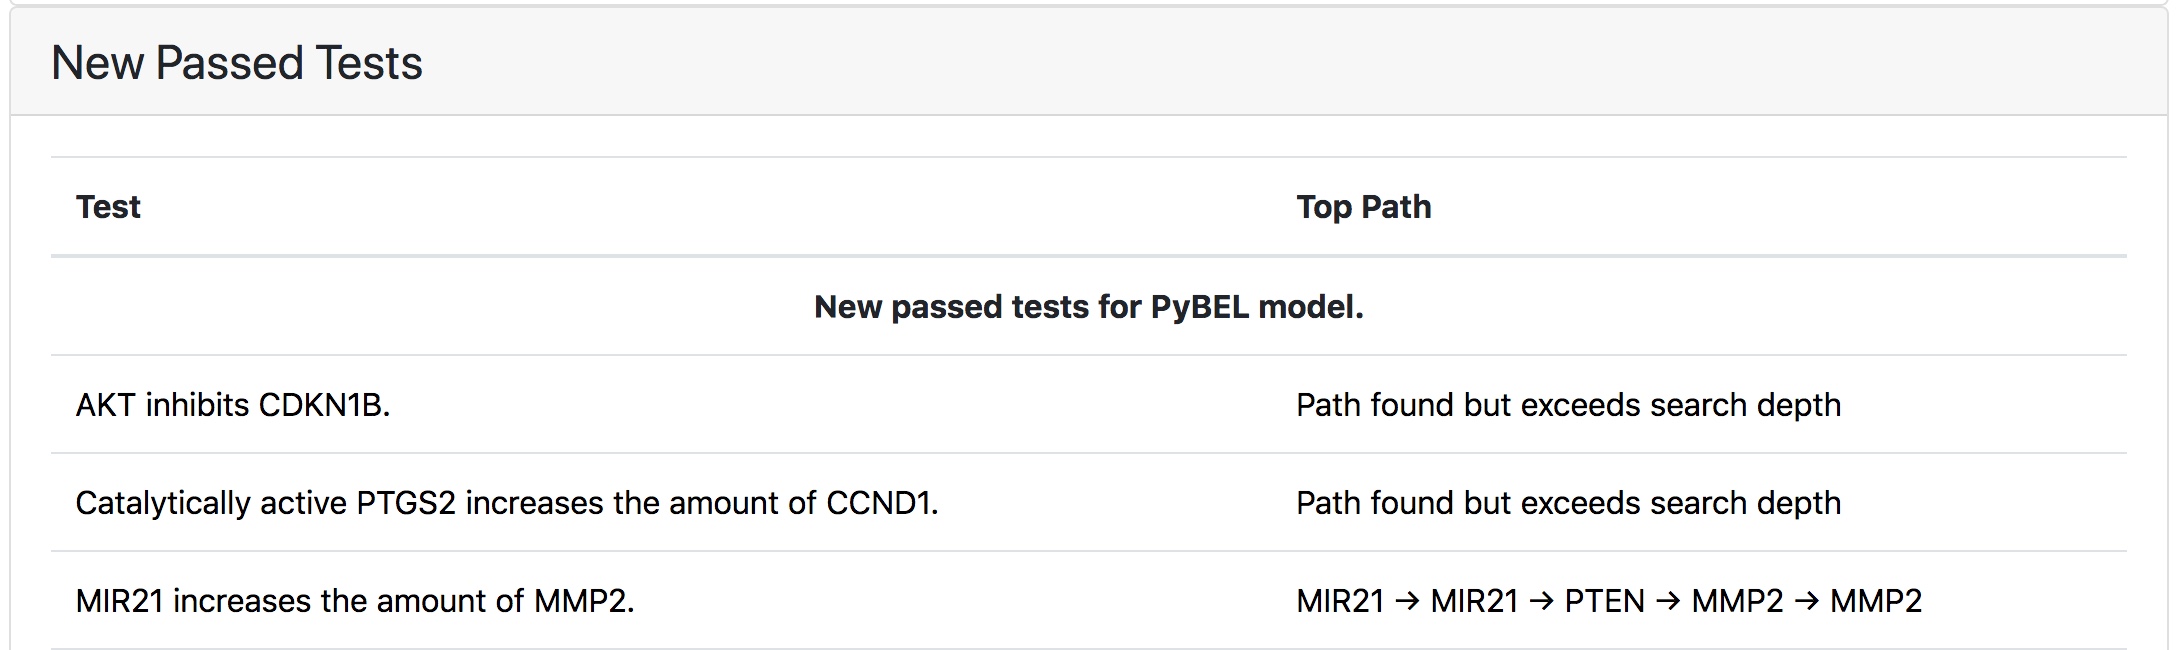 New Passed Tests
Test Top Path
New passed tests for PyBEL model.
AKT inhibits CDKN1B. Path found but exceeds search depth
Catalytically active PTGS2 increases the amount of CCND1. Path found but exceeds search depth
MIR21 increases the amount of MMP2. MIR21 → MIR21 → PTEN → MMP2 → MMP2